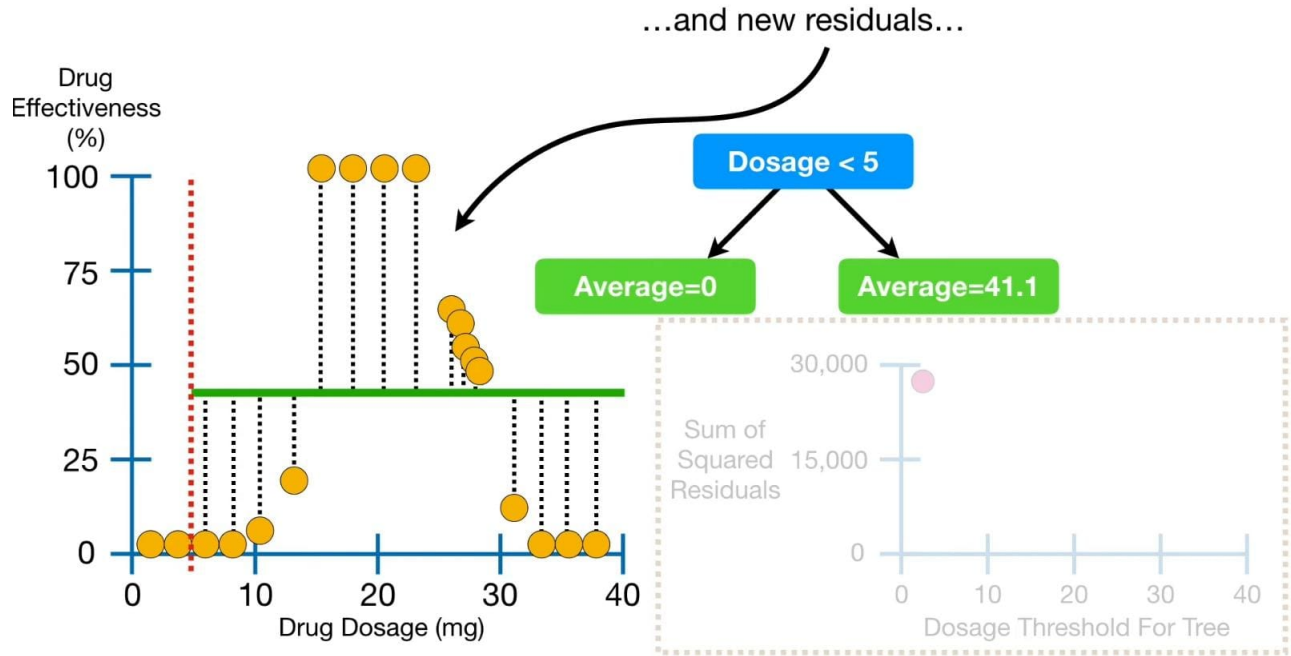 ...and new residuals...
Drug
Effectiveness
(%)
100
75
50
25
0
0 10 20 30 40
Drug Dosage (mg)
Dosage < 5
Average=0
Average=41.1
Sum of
Squared
Residuals
30,000
15,000
0
0 10 20 30 40
Dosage Threshold For Tree